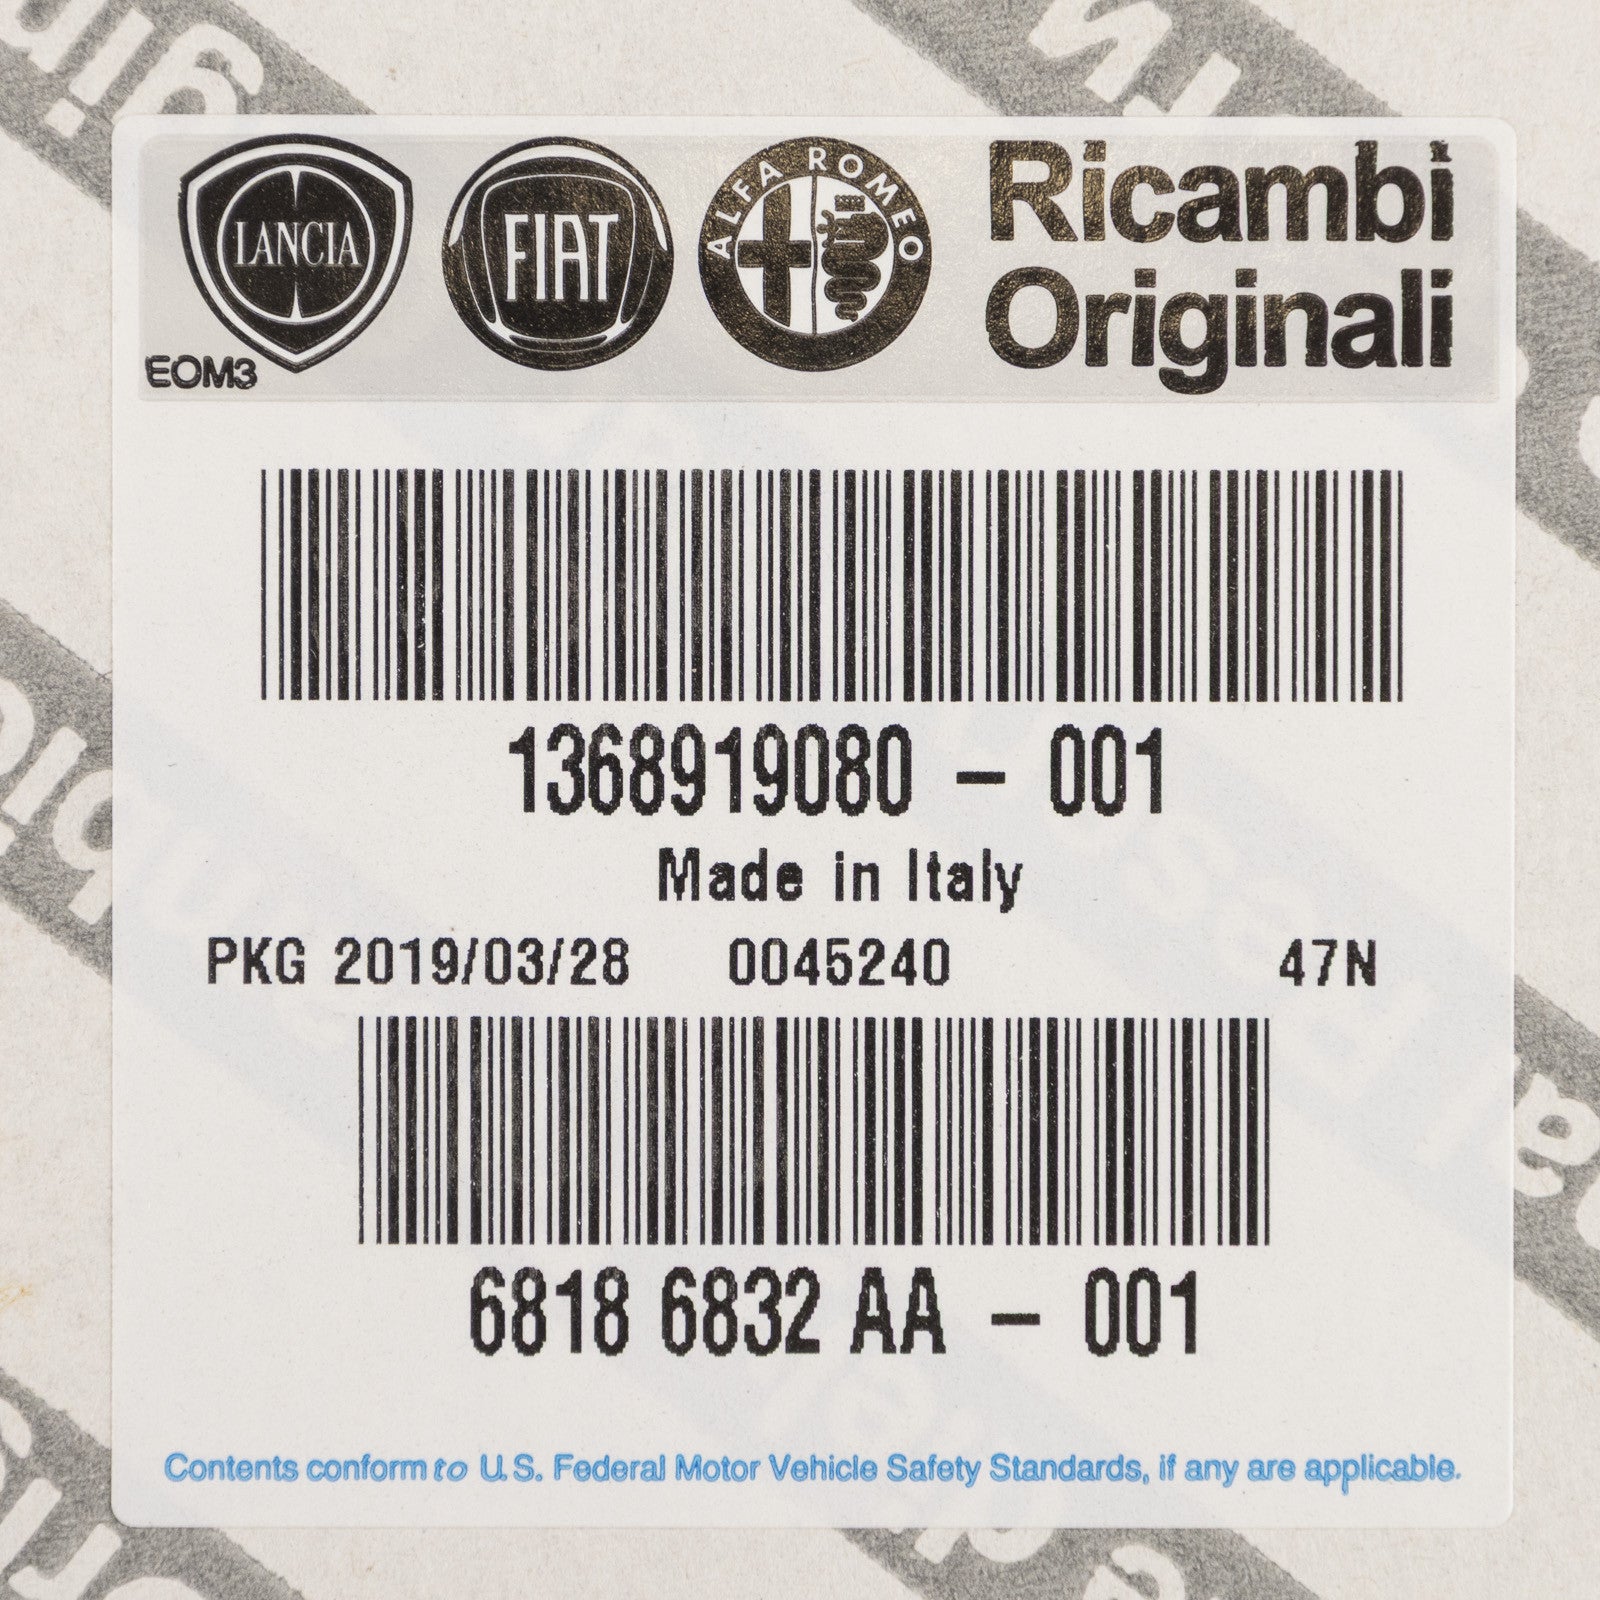 LANCIA
FIAT
ALFA ROMEO
Ricambi
Originali
EOM3
1368919080 - 001
Made in Italy
PKG 2019/03/28 0045240 47N
6818 6832 AA - 001
Contents conform to U.S. Federal Motor Vehicle Safety Standards, if any are applicable.